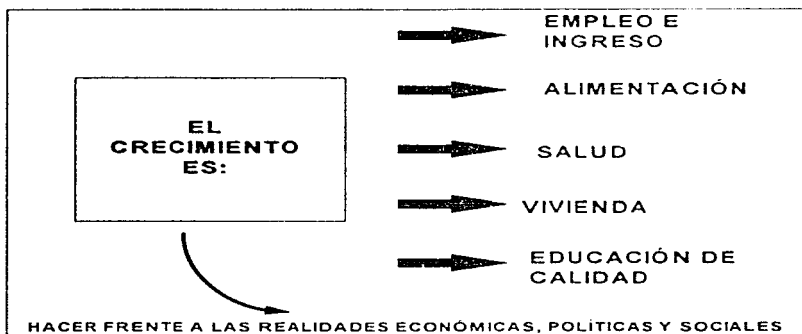 EL
CRECIMIENTO
ES:
EMPLEO E
INGRESO
ALIMENTACIÓN
SALUD
VIVIENDA
EDUCACIÓN DE
CALIDAD
HACER FRENTE A LAS REALIDADES ECONÓMICAS, POLÍTICAS Y SOCIALES